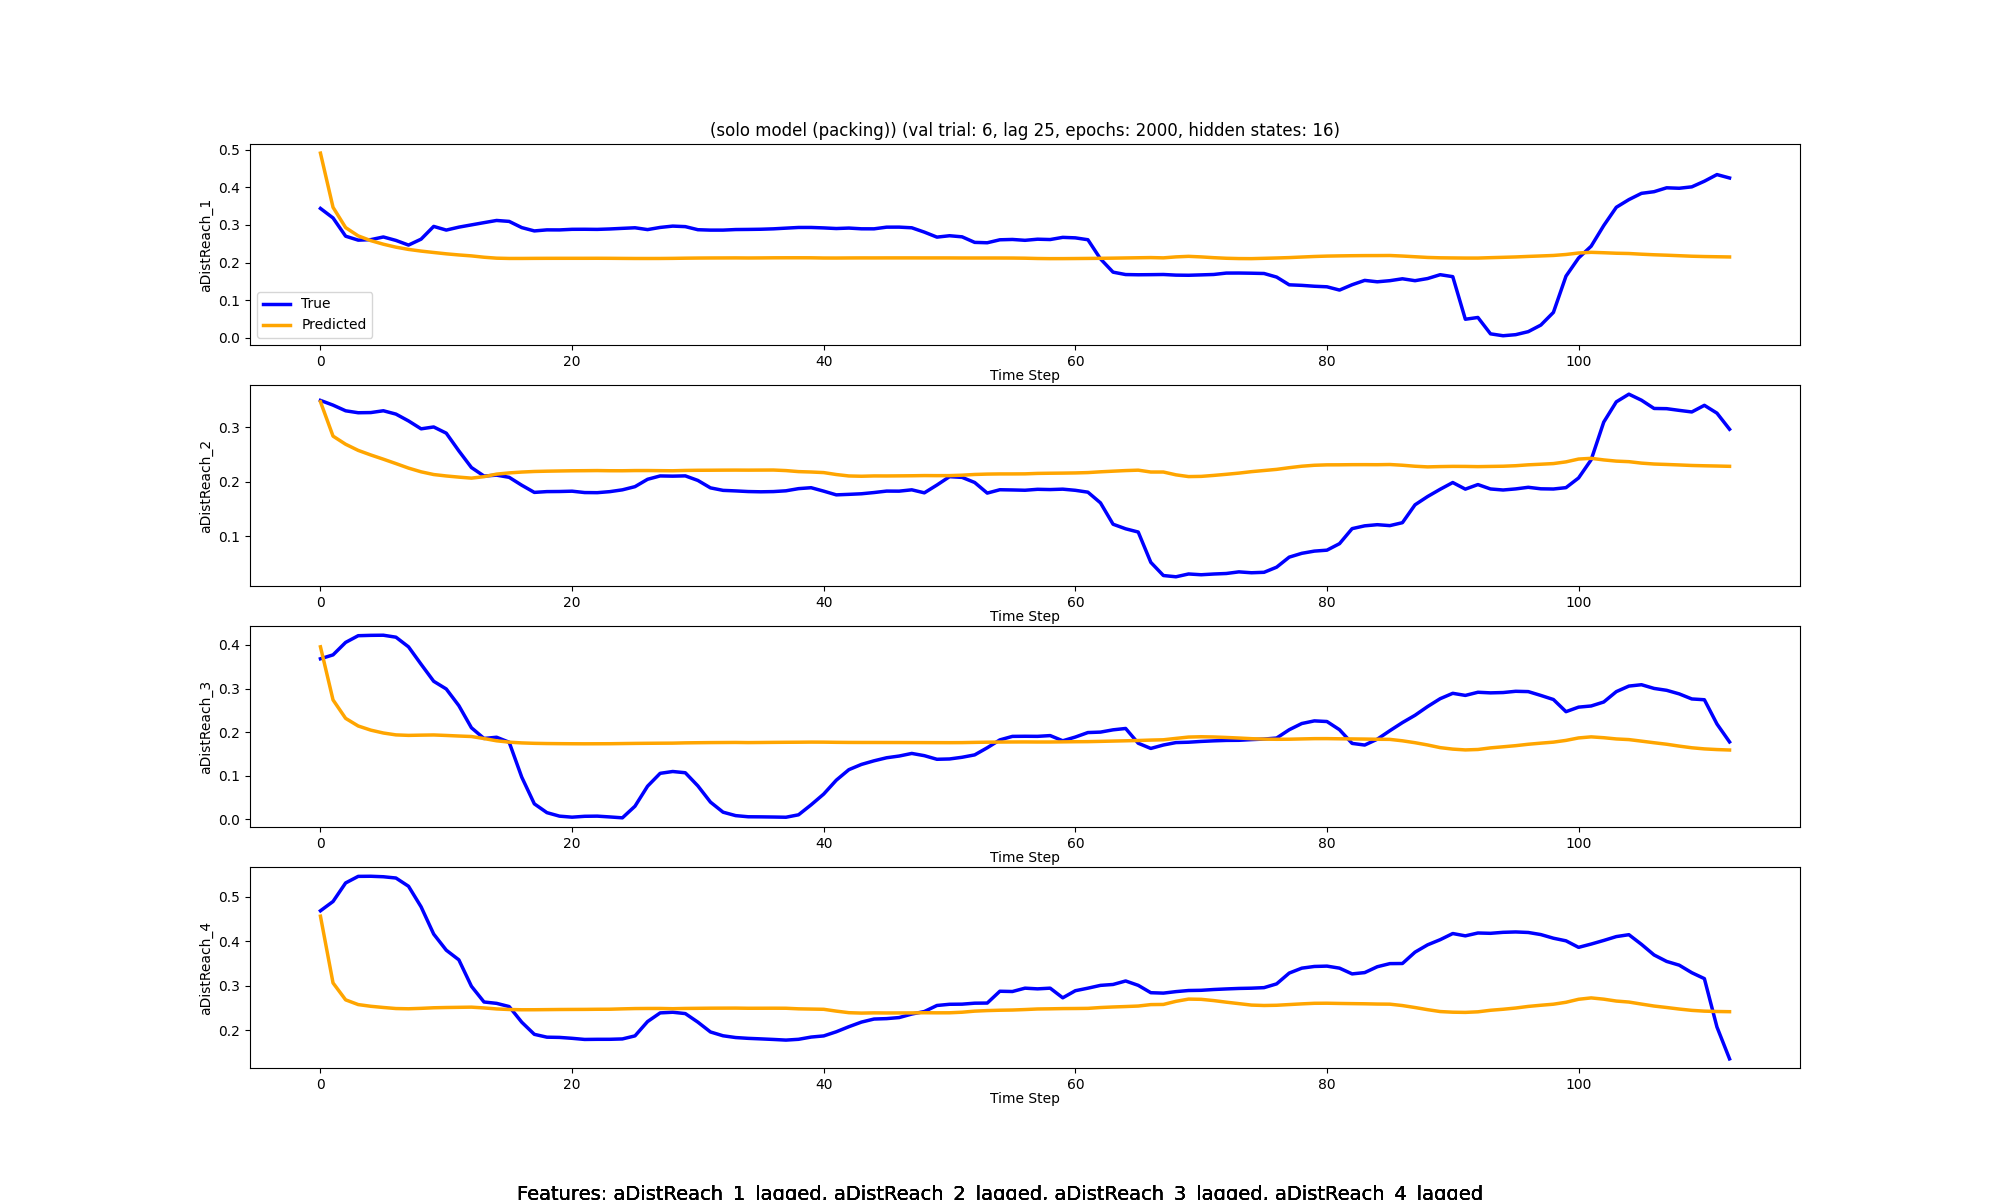 (solo model (packing)) (val trial: 6, lag 25, epochs: 2000, hidden states: 16)
0.5
0.4
0.3
0.2
0.1
0.0
aDistReach_1
True
Predicted
0 20 40 60 80 100
Time Step
0.3
0.2
0.1
aDistReach_2
0 20 40 60 80 100
Time Step
0.4
0.3
0.2
0.1
0.0
aDistReach_3
0 20 40 60 80 100
Time Step
0.5
0.4
0.3
0.2
aDistReach_4
0 20 40 60 80 100
Time Step
Features: aDistReach_1_lagged, aDistReach_2_lagged, aDistReach_3_lagged, aDistReach_4_lagged